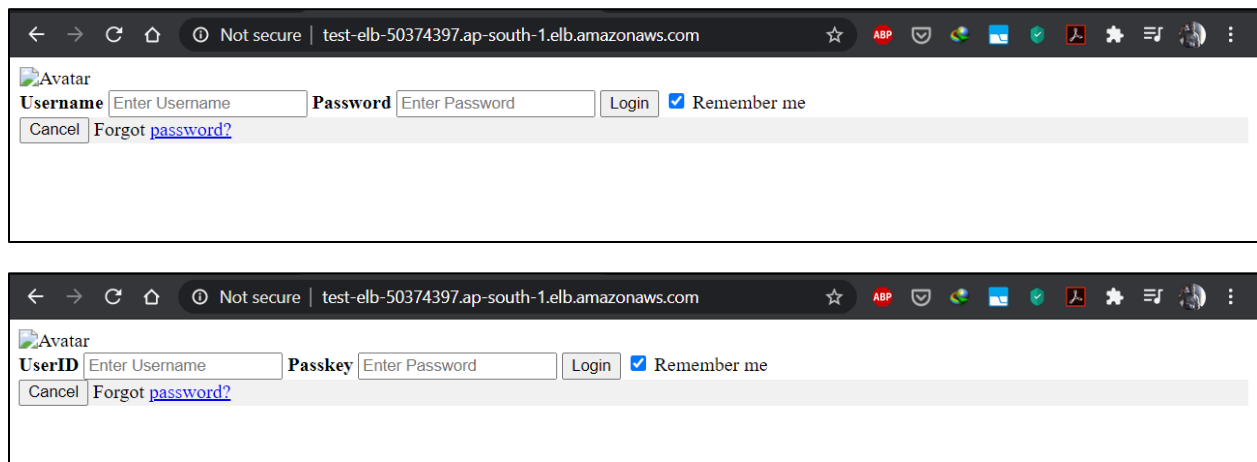 Not secure | test-elb-50374397.ap-south-1.elb.amazonaws.com ABP
Avatar
Username Enter Username Password Enter Password Login Remember me
Cancel Forgot password?
Not secure | test-elb-50374397.ap-south-1.elb.amazonaws.com ABP
Avatar
UserID Enter Username Passkey Enter Password Login Remember me
Cancel Forgot password?